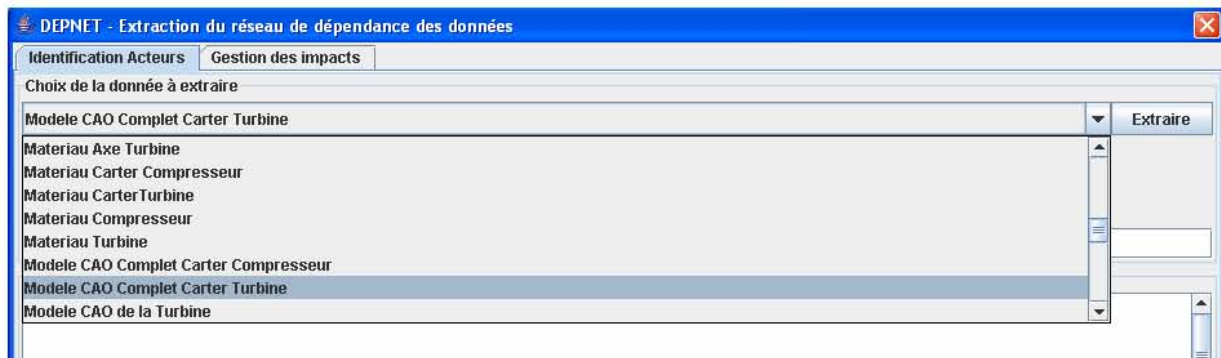 DEPNET - Extraction du réseau de dépendance des données
Identification Acteurs Gestion des impacts
Choix de la donnée à extraire
Modele CAO Complet Carter Turbine Extraire
Materiau Axe Turbine
Materiau Carter Compresseur
Materiau CarterTurbine
Materiau Compresseur
Materiau Turbine
Modele CAO Complet Carter Compresseur
Modele CAO Complet Carter Turbine
Modele CAO de la Turbine